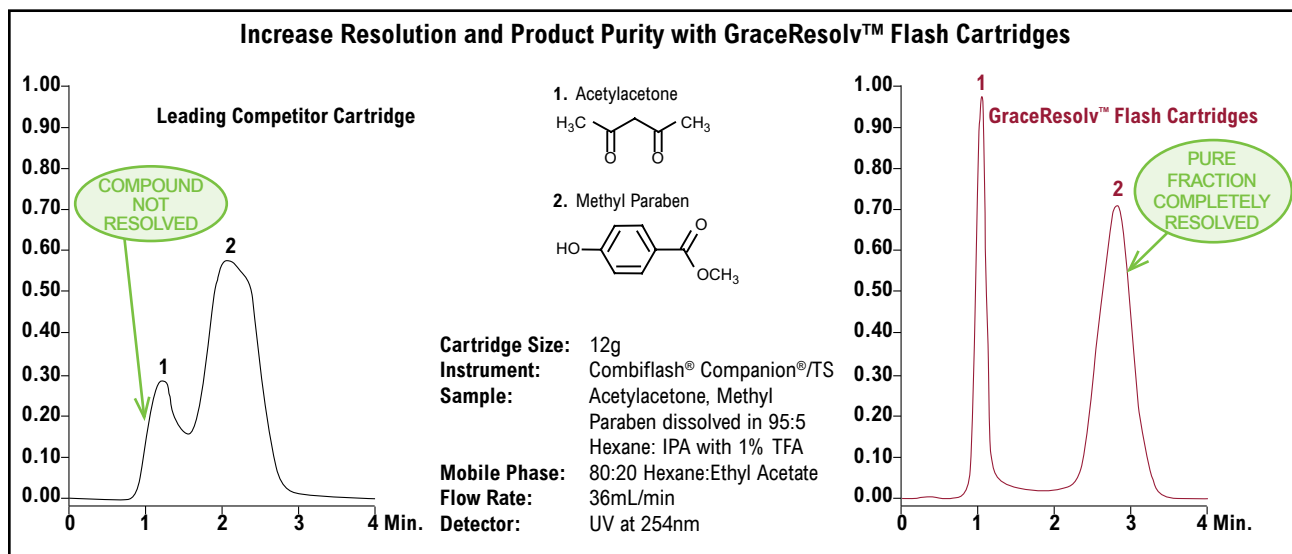 Increase Resolution and Product Purity with GraceResolv™ Flash Cartridges
Leading Competitor Cartridge
1.00
0.90
0.80
0.70
0.60
0.50
0.40
0.30
0.20
0.10
0.00
0
1
2
3
4 Min.
COMPOUND
NOT
RESOLVED
1
2
1. Acetylacetone
H₃C
CH₃
O
O
2. Methyl Paraben
HO
O
OCH₃
Cartridge Size: 12g
Instrument: Combiflash® Companion®/TS
Sample: Acetylacetone, Methyl
Paraben dissolved in 95:5
Hexane: IPA with 1% TFA
Mobile Phase: 80:20 Hexane:Ethyl Acetate
Flow Rate: 36mL/min
Detector: UV at 254nm
GraceResolv™ Flash Cartridges
1.00
0.90
0.80
0.70
0.60
0.50
0.40
0.30
0.20
0.10
0.00
0
1
2
3
4 Min.
1
2
PURE
FRACTION
COMPLETELY
RESOLVED